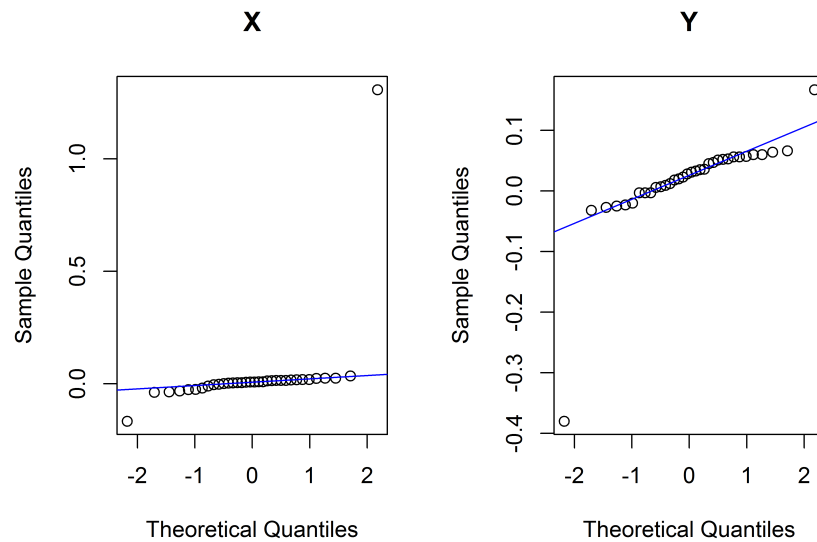 X
1.0
0.5
0.0
Sample Quantiles
-2 -1 0 1 2
Theoretical Quantiles
Y
0.1
0.0
-0.1
-0.2
-0.3
-0.4
Sample Quantiles
-2 -1 0 1 2
Theoretical Quantiles